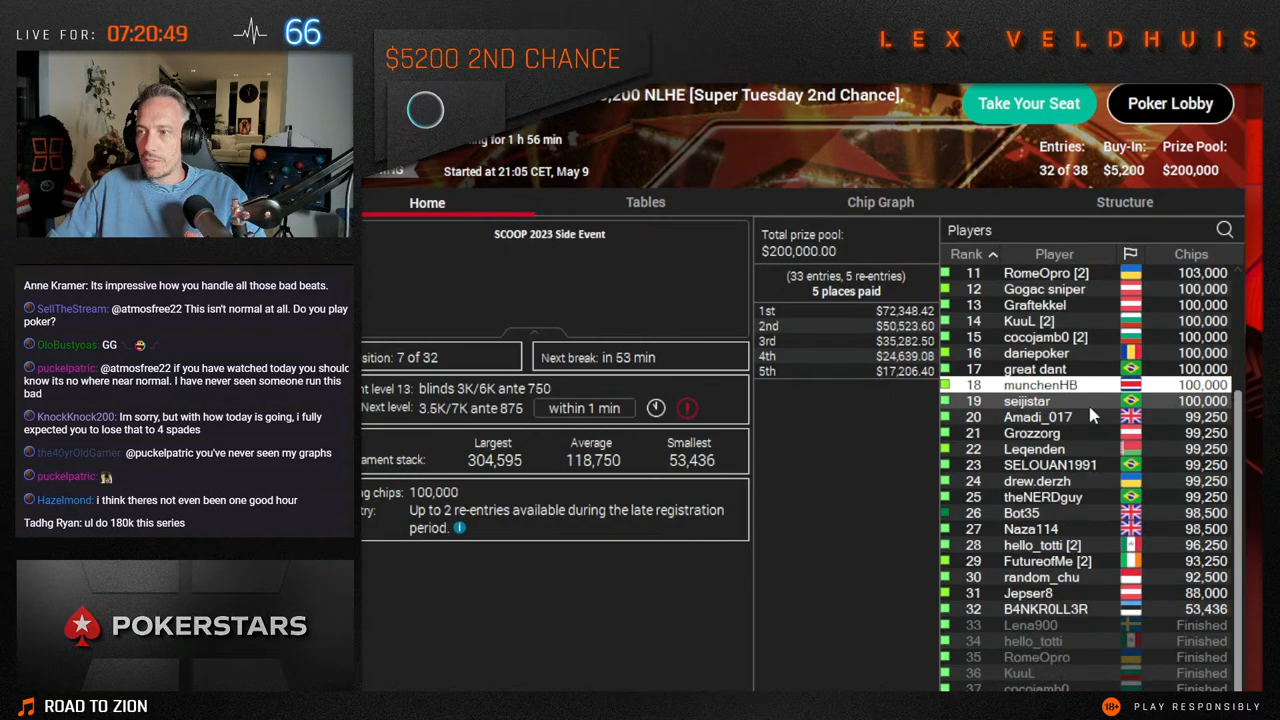 LIVE FOR: 07:20:49 66
$5200 2ND CHANCE
LEX VELDHUIS
,200 NLHE [Super Tuesday 2nd Chance],
Take Your Seat
Poker Lobby
ng for 1 h 56 min
Started at 21:05 CET, May 9
Entries: Buy-In: Prize Pool:
32 of 38 $5,200 $200,000
Home Tables Chip Graph Structure
SCOOP 2023 Side Event
sition: 7 of 32
Next break: in 53 min
nt level 13: blinds 3K/6K ante 750
Next level: 3.5K/7K ante 875 within 1 min
Largest Average Smallest
ament stack: 304,595 118,750 53,436
g chips: 100,000
try: Up to 2 re-entries available during the late registration
period.
Total prize pool:
$200,000.00
(33 entries, 5 re-entries)
5 places paid
1st $72,348.42
2nd $50,523.60
3rd $35,282.50
4th $24,639.08
5th $17,206.40
Players
Rank Player Chips
11 RomeOpro [2] 103,000
12 Gogac sniper 100,000
13 Graftekkel 100,000
14 KuuL [2] 100,000
15 cocojamb0 [2] 100,000
16 dariepoker 100,000
17 great dant 100,000
18 munchenHB 100,000
19 seijistar 100,000
20 Amadi_017 99,250
21 Grozzorg 99,250
22 Leqenden 99,250
23 SELOUAN1991 99,250
24 drew.derzh 99,250
25 theNERDguy 99,250
26 Bot35 98,500
27 Naza114 98,500
28 hello_totti [2] 96,250
29 FutureofMe [2] 93,250
30 random_chu 92,500
31 Jepser8 88,000
32 B4NKR0LL3R 53,436
33 Lena900 Finished
34 hello_totti Finished
35 RomeOpro Finished
36 KuuL Finished
37 cocojamb0 Finished
Anne Kramer: Its impressive how you handle all those bad beats.
SellTheStream: @atmosfree22 This isn't normal at all. Do you play
poker?
OloBustyoas: GG
puckelpatric: @atmosfree22 if you have watched today you should
know its no where near normal. I have never seen someone run this
bad
KnockKnock200: Im sorry, but with how today is going, i fully
expected you to lose that to 4 spades
the40yrOldGamer: @puckelpatric you've never seen my graphs
puckelpatric:
Hazelmond: i think theres not even been one good hour
Tadhg Ryan: ul do 180k this series
POKERSTARS
ROAD TO ZION
18+ PLAY RESPONSIBLY